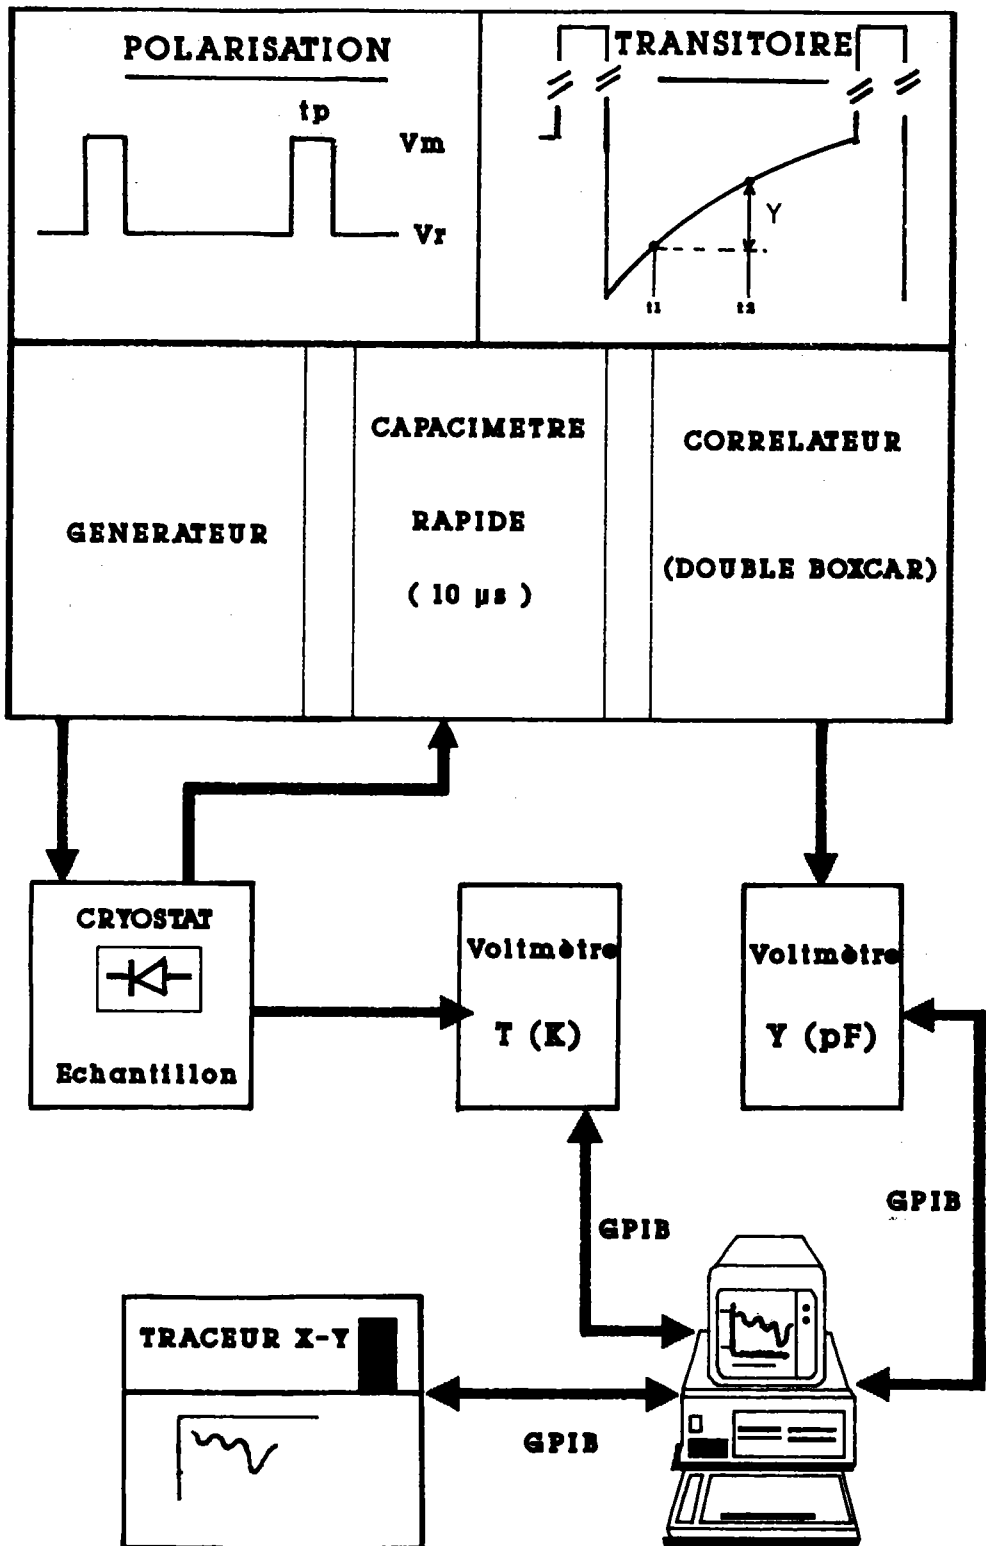 POLARISATION
tp
Vm
Vr
TRANSITOIRE
Y
t1
t2
GENERATEUR
CAPACIMETRE
RAPIDE
( 10 µs )
CORRELATEUR
(DOUBLE BOXCAR)
CRYOSTAT
Echantillon
Voltmètre
T (K)
Voltmètre
Y (pF)
GPIB
GPIB
TRACEUR X-Y
GPIB